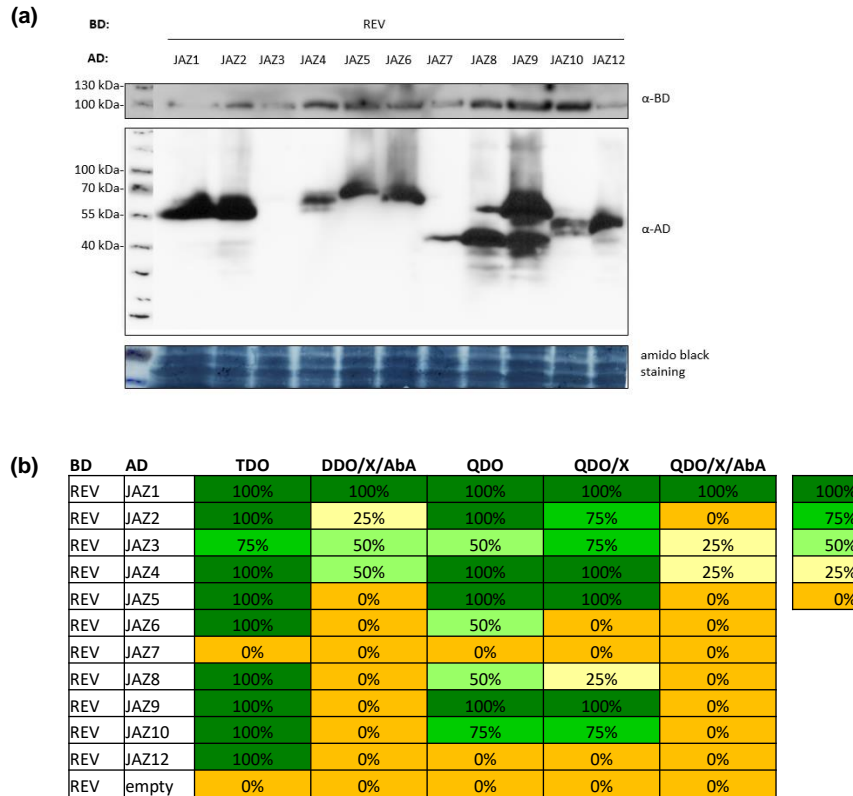 (a)
BD: REV
AD: JAZ1 JAZ2 JAZ3 JAZ4 JAZ5 JAZ6 JAZ7 JAZ8 JAZ9 JAZ10 JAZ12
130 kDa-
100 kDa- α-BD
100 kDa-
70 kDa-
55 kDa- α-AD
40 kDa-
amido black
staining
(b) BD AD TDO DDO/X/AbA QDO QDO/X QDO/X/AbA
REV JAZ1 100% 100% 100% 100% 100% 100%
REV JAZ2 100% 25% 100% 75% 0% 75%
REV JAZ3 75% 50% 50% 75% 25% 50%
REV JAZ4 100% 50% 100% 100% 25% 25%
REV JAZ5 100% 0% 100% 100% 0% 0%
REV JAZ6 100% 0% 50% 0% 0%
REV JAZ7 0% 0% 0% 0% 0%
REV JAZ8 100% 0% 50% 25% 0%
REV JAZ9 100% 0% 100% 100% 0%
REV JAZ10 100% 0% 75% 75% 0%
REV JAZ12 100% 0% 0% 0% 0%
REV empty 0% 0% 0% 0% 0%